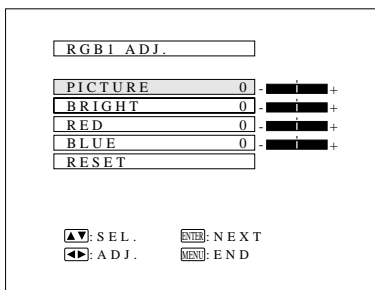 RGB1 ADJ.
PICTURE 0 - +
BRIGHT 0 - +
RED 0 - +
BLUE 0 - +
RESET
▲▼:SEL. ENTER:NEXT
◀▶:ADJ. MENU:END